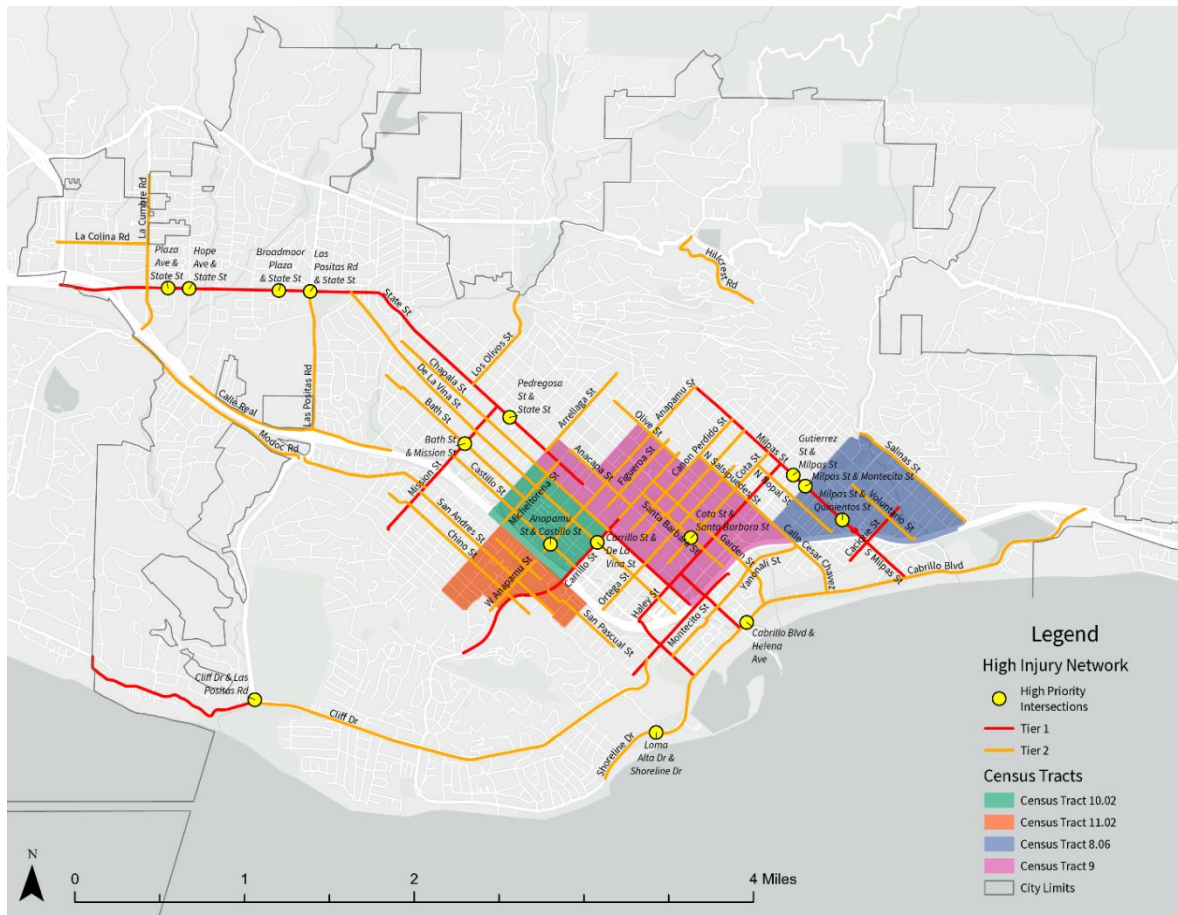 La Cumbre Rd
La Colina Rd
Plaza
Ave &
State St
Hope
Ave &
State St
Broadmoor
Plaza
& State St
Las
Positas Rd
& State St
State St
Los Olivos St
Hillcrest Rd
Chapala St
De La Vina St
Bath St
Calle Real
Las Positas Rd
Modoc Rd
Pedregosa
St &
State St
Arrellaga St
Olive St
Anapamu St
Bath St
& Mission St
Mission St
Castillo St
Micheltorena St
Anacapa St
Figueroa St
Canon Perdido St
N Salsipuedes St
Milpas St
Cota St
N Nopal St
Gutierrez
St &
Milpas St
Milpas St & Montecito St
Milpas St &
Quinientos St
Salinas St
Voluntario St
Cacique St
S Milpas St
San Andres St
Chino St
Anapamu
St & Castillo St
W Anapamu St
Carrillo St
Carrillo St &
De La
Vina St
Santa Barbara St
Cota St &
Santa Barbara St
Garden St
Yanonali St
Calle Cesar Chavez
Cabrillo Blvd
Ortega St
Haley St
Montecito St
San Pascual St
Cabrillo Blvd &
Helena
Ave
Cliff Dr & Las
Positas Rd
Cliff Dr
Shoreline Dr
Loma
Alta Dr &
Shoreline Dr
Legend
High Injury Network
High Priority
Intersections
Tier 1
Tier 2
Census Tracts
Census Tract 10.02
Census Tract 11.02
Census Tract 8.06
Census Tract 9
City Limits
N
0 1 2 4 Miles